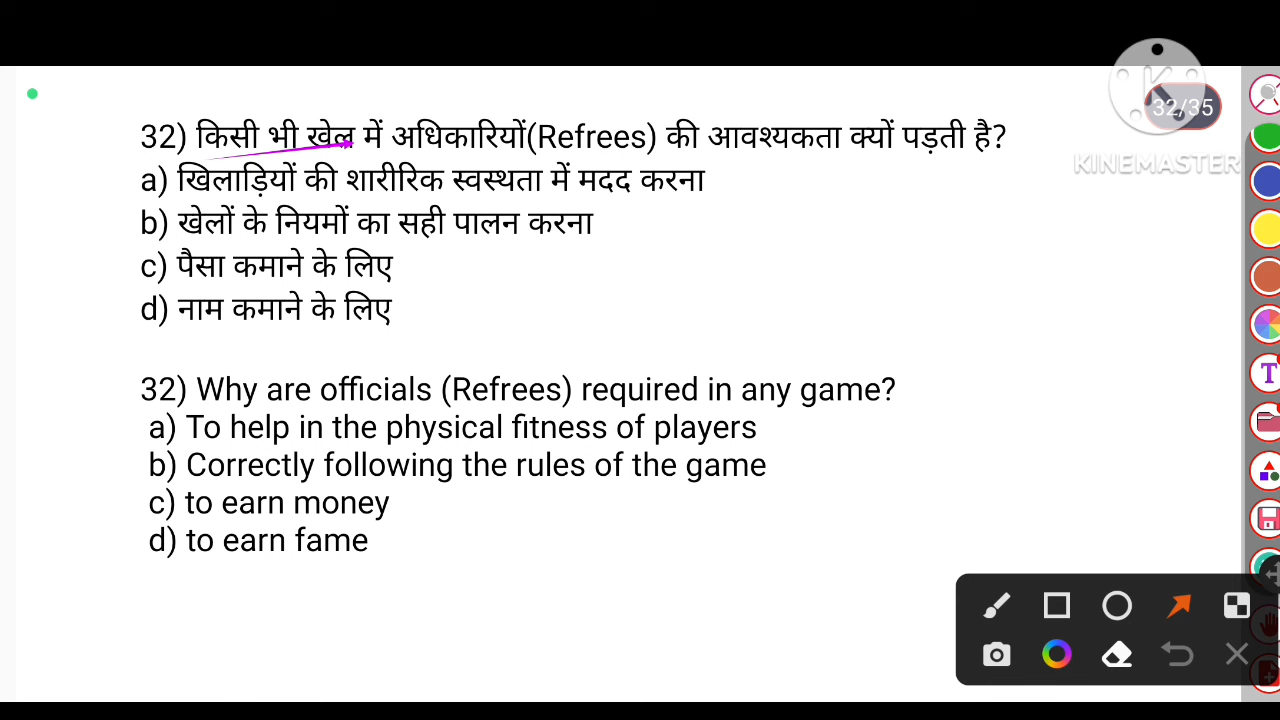 32/35
KINEMASTER
32) किसी भी खेल में अधिकारियों(Refrees) की आवश्यकता क्यों पड़ती है?
a) खिलाड़ियों की शारीरिक स्वस्थता में मदद करना
b) खेलों के नियमों का सही पालन करना
c) पैसा कमाने के लिए
d) नाम कमाने के लिए
32) Why are officials (Refrees) required in any game?
a) To help in the physical fitness of players
b) Correctly following the rules of the game
c) to earn money
d) to earn fame
T